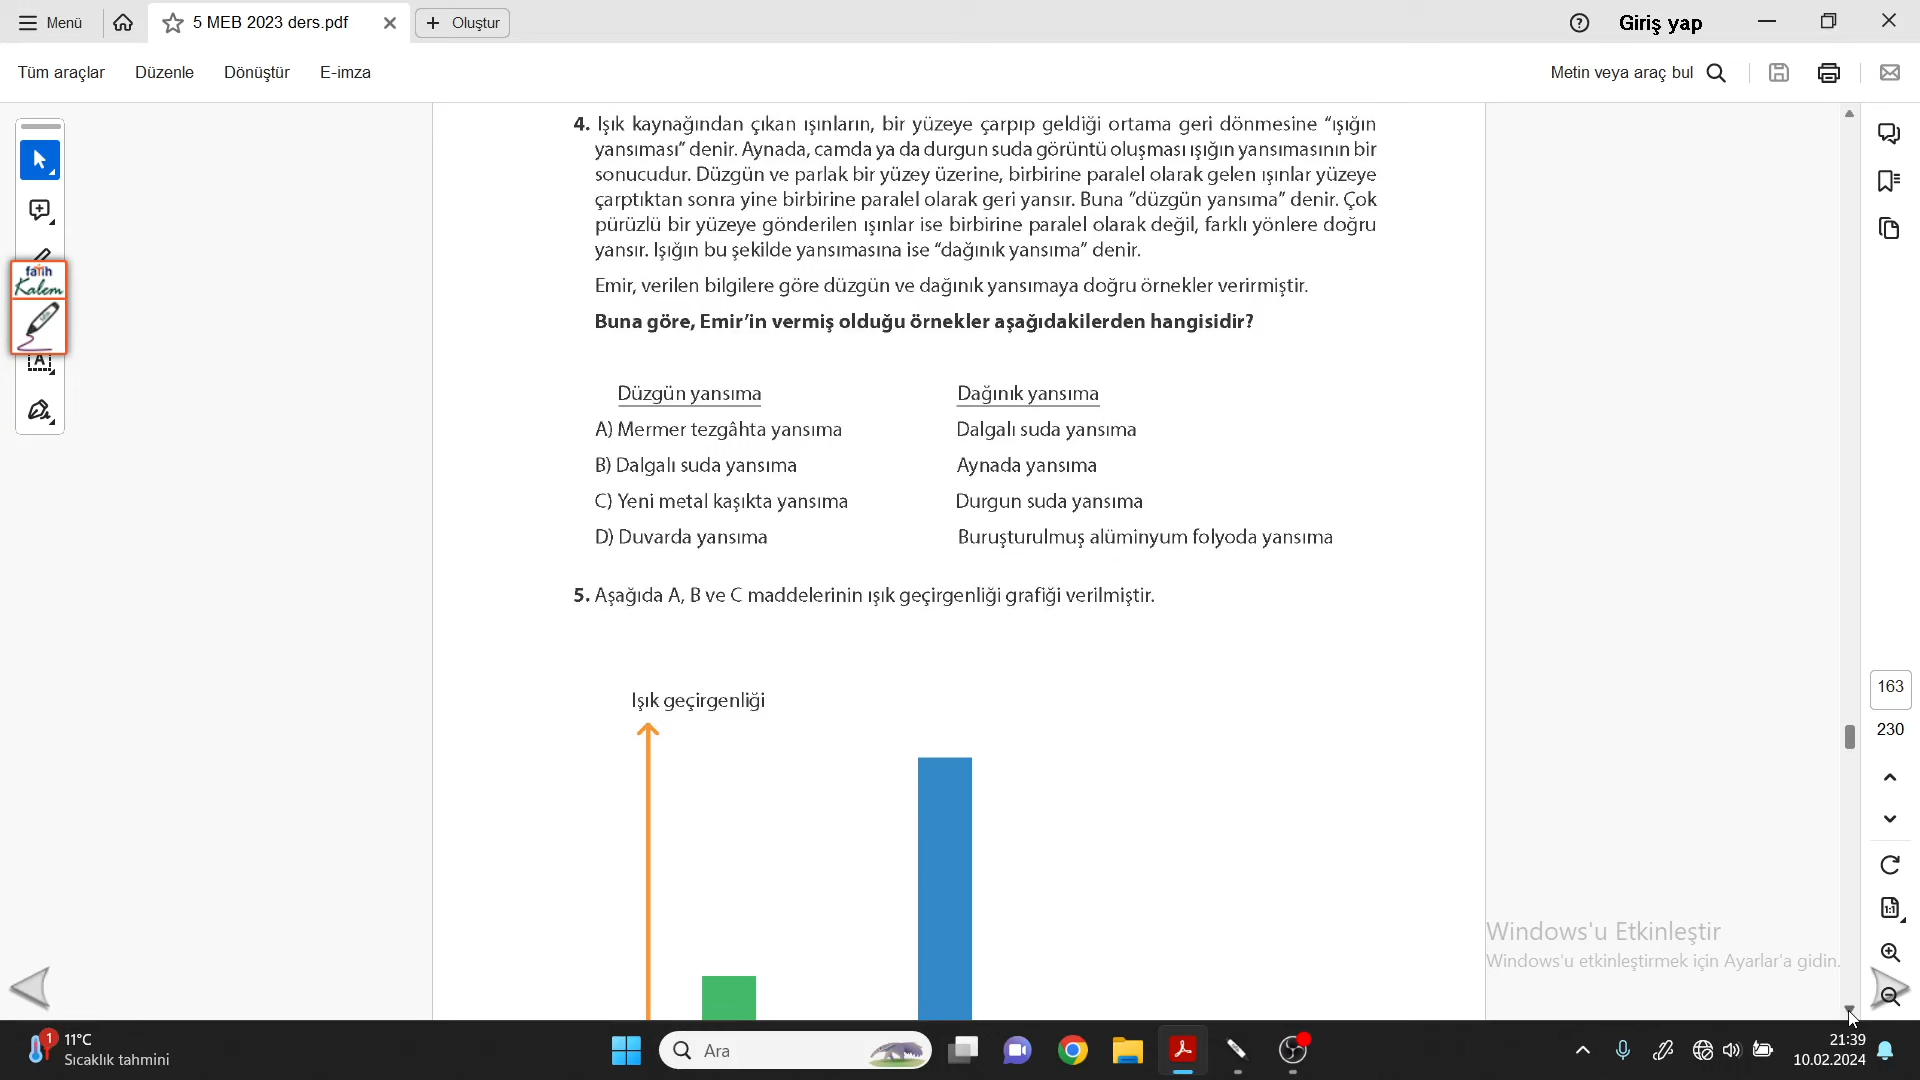 Menü
5 MEB 2023 ders.pdf
Oluştur
Giriş yap
Tüm araçlar
Düzenle
Dönüştür
E-imza
Metin veya araç bul
fatih
Kalem
A
4. Işık kaynağından çıkan ışınların, bir yüzeye çarpıp geldiği ortama geri dönmesine “ışığın
yansıması” denir. Aynada, camda ya da durgun suda görüntü oluşması ışığın yansımasının bir
sonucudur. Düzgün ve parlak bir yüzey üzerine, birbirine paralel olarak gelen ışınlar yüzeye
çarptıktan sonra yine birbirine paralel olarak geri yansır. Buna “düzgün yansıma” denir. Çok
pürüzlü bir yüzeye gönderilen ışınlar ise birbirine paralel olarak değil, farklı yönlere doğru
yansır. Işığın bu şekilde yansımasına ise “dağınık yansıma” denir.
Emir, verilen bilgilere göre düzgün ve dağınık yansımaya doğru örnekler verirmiştir.
Buna göre, Emir’in vermiş olduğu örnekler aşağıdakilerden hangisidir?
Düzgün yansıma Dağınık yansıma
A) Mermer tezgâhta yansıma Dalgalı suda yansıma
B) Dalgalı suda yansıma Aynada yansıma
C) Yeni metal kaşıkta yansıma Durgun suda yansıma
D) Duvarda yansıma Buruşturulmuş alüminyum folyoda yansıma
5. Aşağıda A, B ve C maddelerinin ışık geçirgenliği grafiği verilmiştir.
Işık geçirgenliği
163
230
1:1
Windows'u Etkinleştir
Windows'u etkinleştirmek için Ayarlar'a gidin.
1
11°C
Sıcaklık tahmini
Ara
21:39
10.02.2024